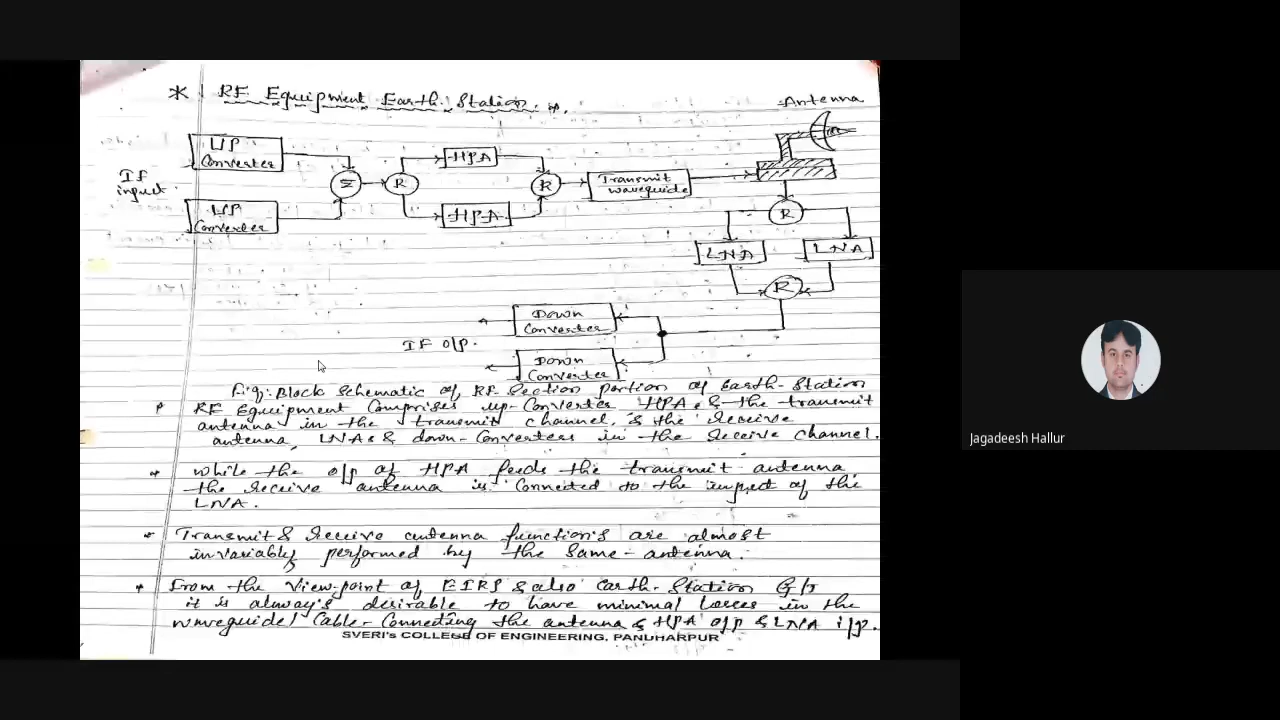 * RF Equipment Earth Station.
Antenna
UP
Converter
IF
input
UP
Converter
Σ
R
HPA
HPA
R
Transmit
waveguide
R
LNA
LNA
R
Down
Converter
IF O/P.
Down
Converter
Fig: Block Schematic of RF Section portion of Earth-Station
RF Equipment Comprises up-Converter HPAs & the transmit
antenna in the transmit channel, & the receive
antenna, LNAs & down-Converters in the receive channel.
while the o/p of HPA feeds the transmit antenna
the receive antenna is connected to the input of the
LNA.
Transmit & receive antenna function's are almost
invariably performed by the same-antenna.
From the viewpoint of EIRP & also earth-Station G/T
it is always desirable to have minimal losses in the
waveguide/ Cable-Connecting the antenna & HPA o/p & LNA i/p.
SVERI's COLLEGE OF ENGINEERING, PANDHARPUR
Jagadeesh Hallur